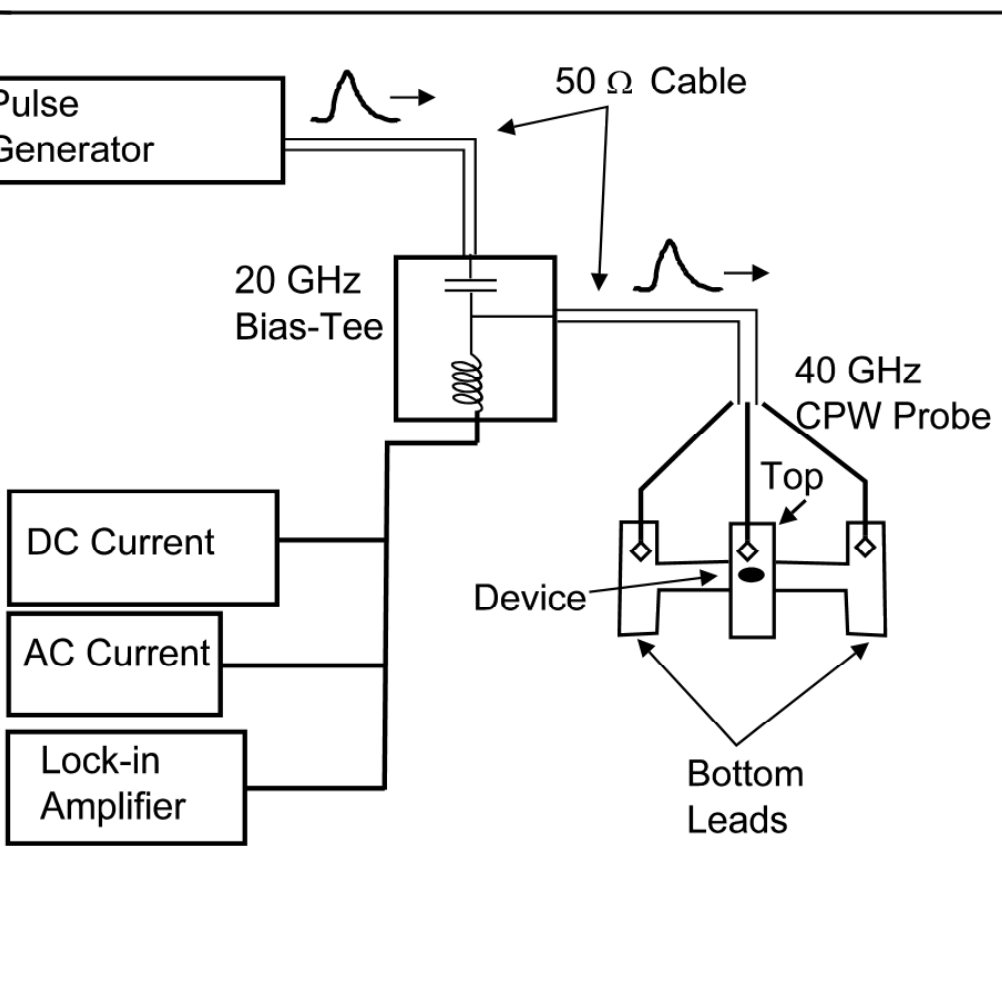 Pulse
Generator
50 Ω Cable
20 GHz
Bias-Tee
40 GHz
CPW Probe
Top
DC Current
Device
AC Current
Lock-in
Amplifier
Bottom
Leads